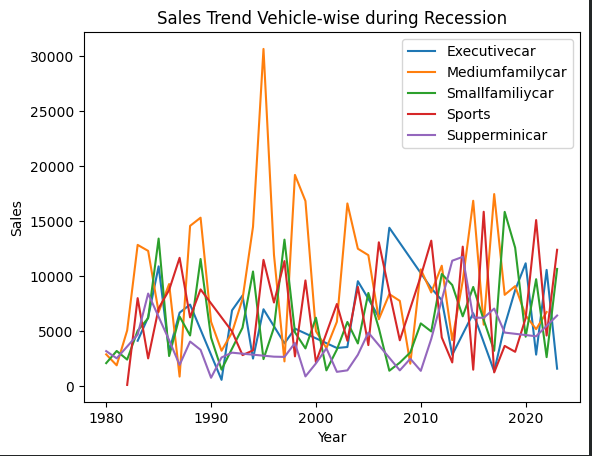 Sales Trend Vehicle-wise during Recession
Executivecar
Mediumfamilycar
Smallfamiliycar
Sports
Supperminicar
30000
25000
20000
15000
10000
5000
0
Sales
1980
1990
2000
2010
2020
Year